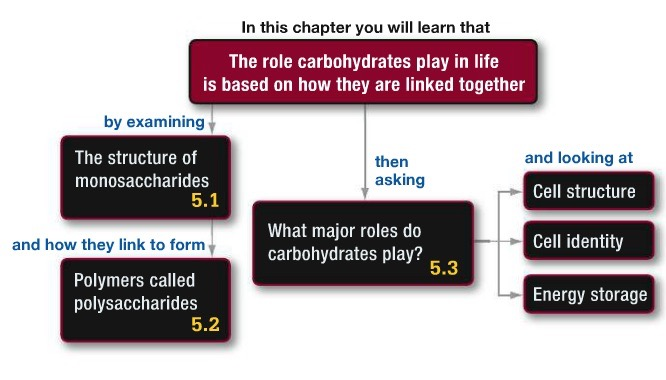 In this chapter you will learn that
The role carbohydrates play in life
is based on how they are linked together
by examining
The structure of
monosaccharides
5.1
and how they link to form
Polymers called
polysaccharides
5.2
then
asking
What major roles do
carbohydrates play?
5.3
and looking at
Cell structure
Cell identity
Energy storage